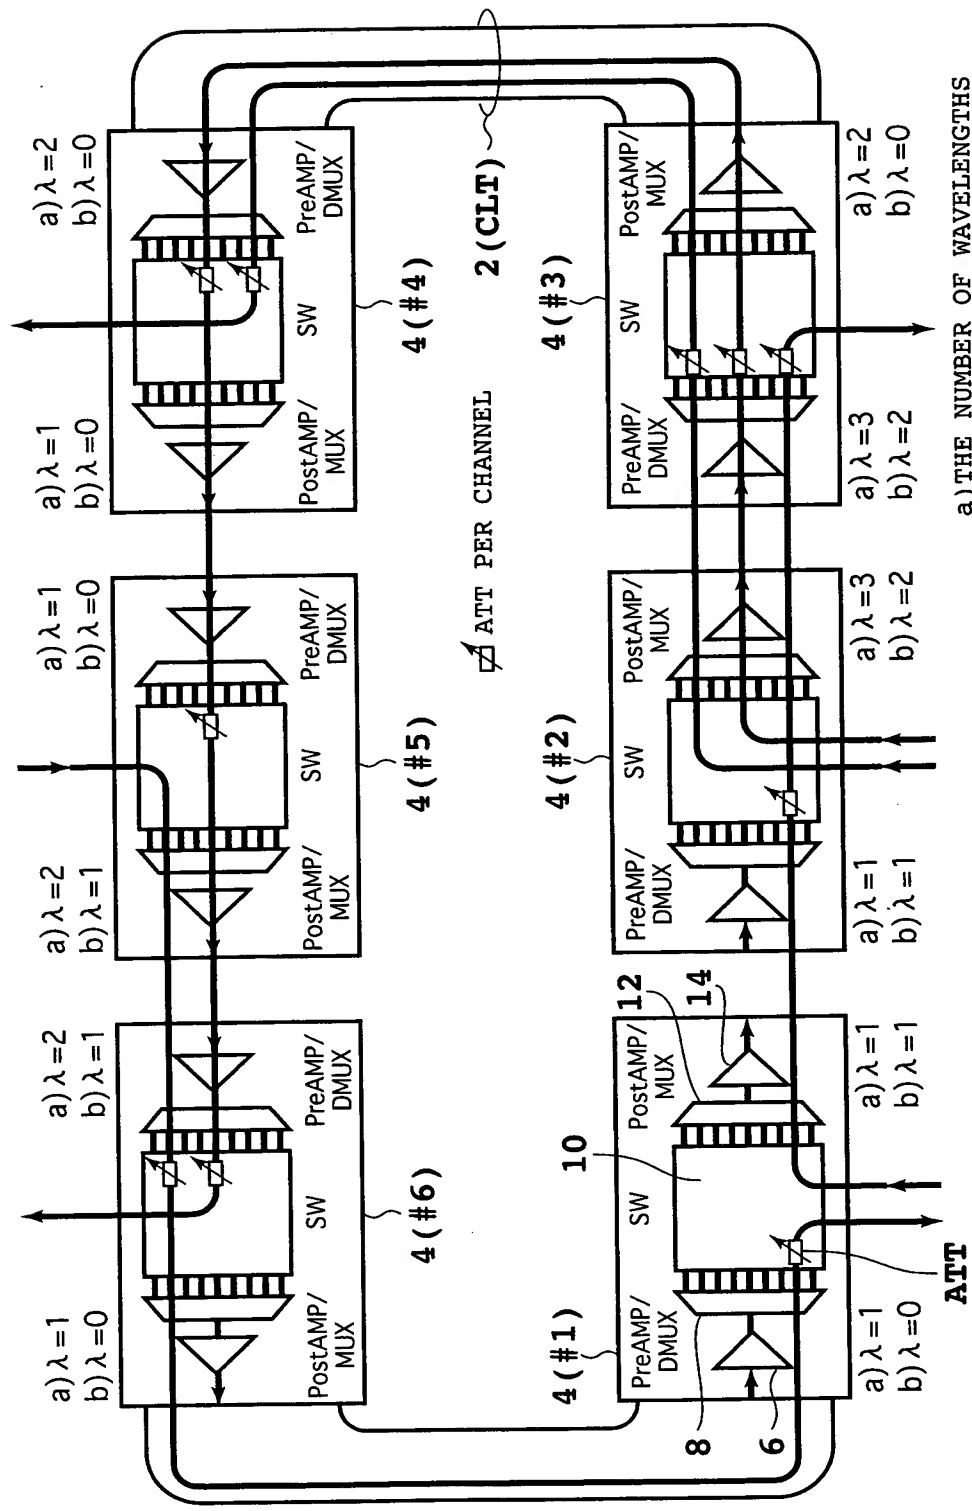 a)λ=1
b)λ=0
a)λ=2
b)λ=1
a)λ=2
b)λ=1
a)λ=1
b)λ=0
a)λ=1
b)λ=0
a)λ=2
b)λ=0
PostAMP/
MUX
SW
PreAMP/
DMUX
PostAMP/
MUX
SW
PreAMP/
DMUX
PostAMP/
MUX
SW
PreAMP/
DMUX
4(#6)
4(#5)
4(#4)
ATT PER CHANNEL
2(CLT)
4(#1)
4(#2)
4(#3)
10
12
14
PreAMP/
DMUX
SW
PostAMP/
MUX
PreAMP/
DMUX
SW
PostAMP/
MUX
PreAMP/
DMUX
SW
PostAMP/
MUX
8
6
a)λ=1
b)λ=0
ATT
a)λ=1
b)λ=1
a)λ=1
b)λ=1
a)λ=3
b)λ=2
a)λ=3
b)λ=2
a)λ=2
b)λ=0
a)THE NUMBER OF WAVELENGTHS